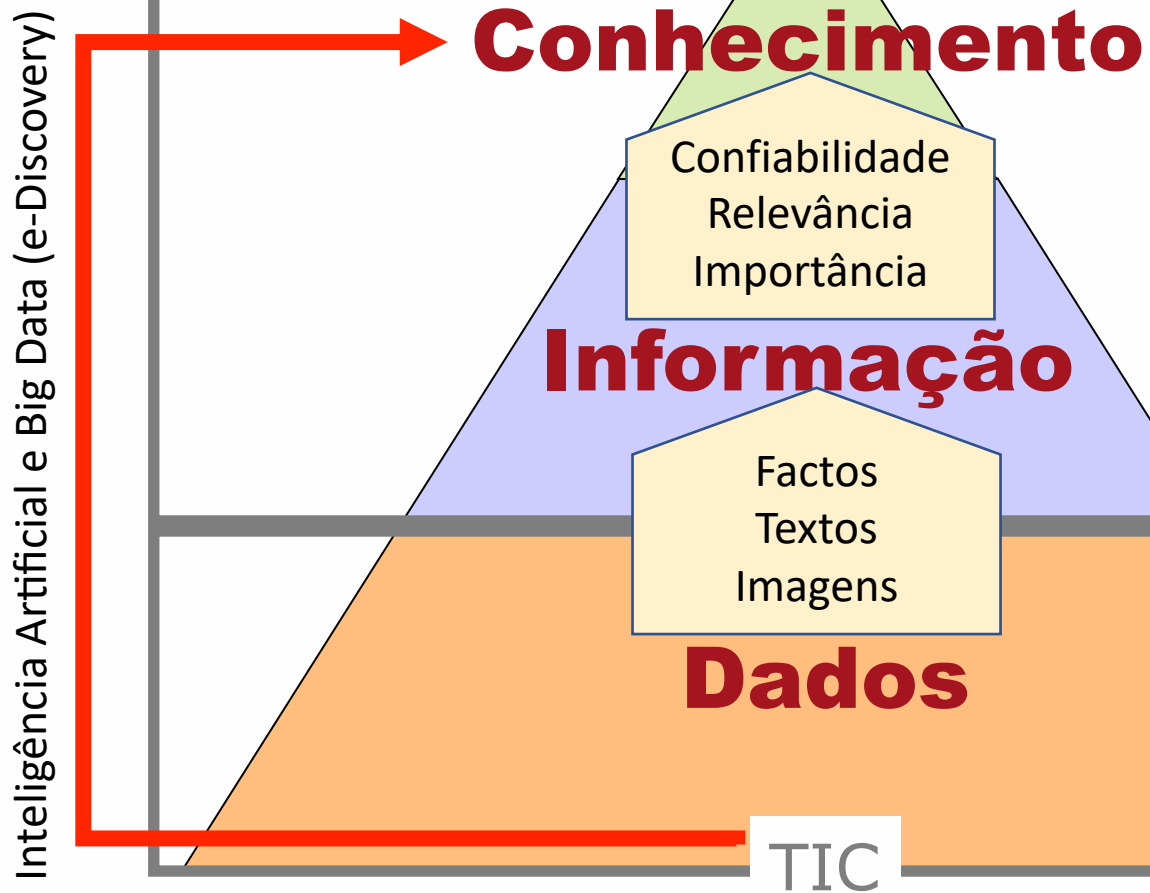 Inteligência Artificial e Big Data (e-Discovery)
Conhecimento
Confiabilidade
Relevância
Importância
Informação
Factos
Textos
Imagens
Dados
TIC